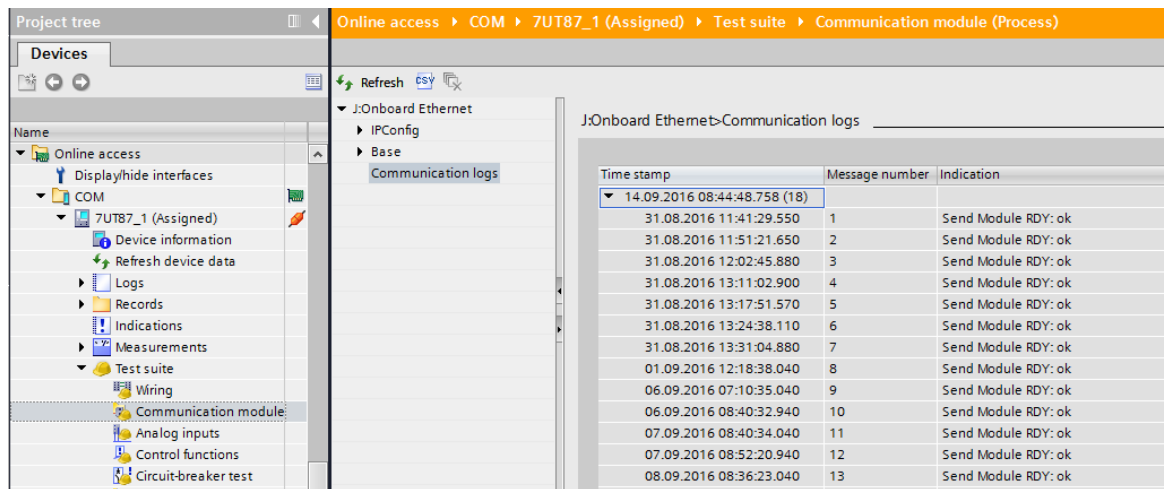 Project tree
Devices
Name
Online access
Display/hide interfaces
COM
7UT87_1 (Assigned)
Device information
Refresh device data
Logs
Records
Indications
Measurements
Test suite
Wiring
Communication module
Analog inputs
Control functions
Circuit-breaker test
Online access COM 7UT87_1 (Assigned) Test suite Communication module (Process)
Refresh CSV
J:Onboard Ethernet
IPConfig
Base
Communication logs
J:Onboard Ethernet>Communication logs
Time stamp Message number Indication
14.09.2016 08:44:48.758 (18)
31.08.2016 11:41:29.550 1 Send Module RDY: ok
31.08.2016 11:51:21.650 2 Send Module RDY: ok
31.08.2016 12:02:45.880 3 Send Module RDY: ok
31.08.2016 13:11:02.900 4 Send Module RDY: ok
31.08.2016 13:17:51.570 5 Send Module RDY: ok
31.08.2016 13:24:38.110 6 Send Module RDY: ok
31.08.2016 13:31:04.880 7 Send Module RDY: ok
01.09.2016 12:18:38.040 8 Send Module RDY: ok
06.09.2016 07:10:35.040 9 Send Module RDY: ok
06.09.2016 08:40:32.940 10 Send Module RDY: ok
07.09.2016 08:40:34.040 11 Send Module RDY: ok
07.09.2016 08:52:20.940 12 Send Module RDY: ok
08.09.2016 08:36:23.040 13 Send Module RDY: ok